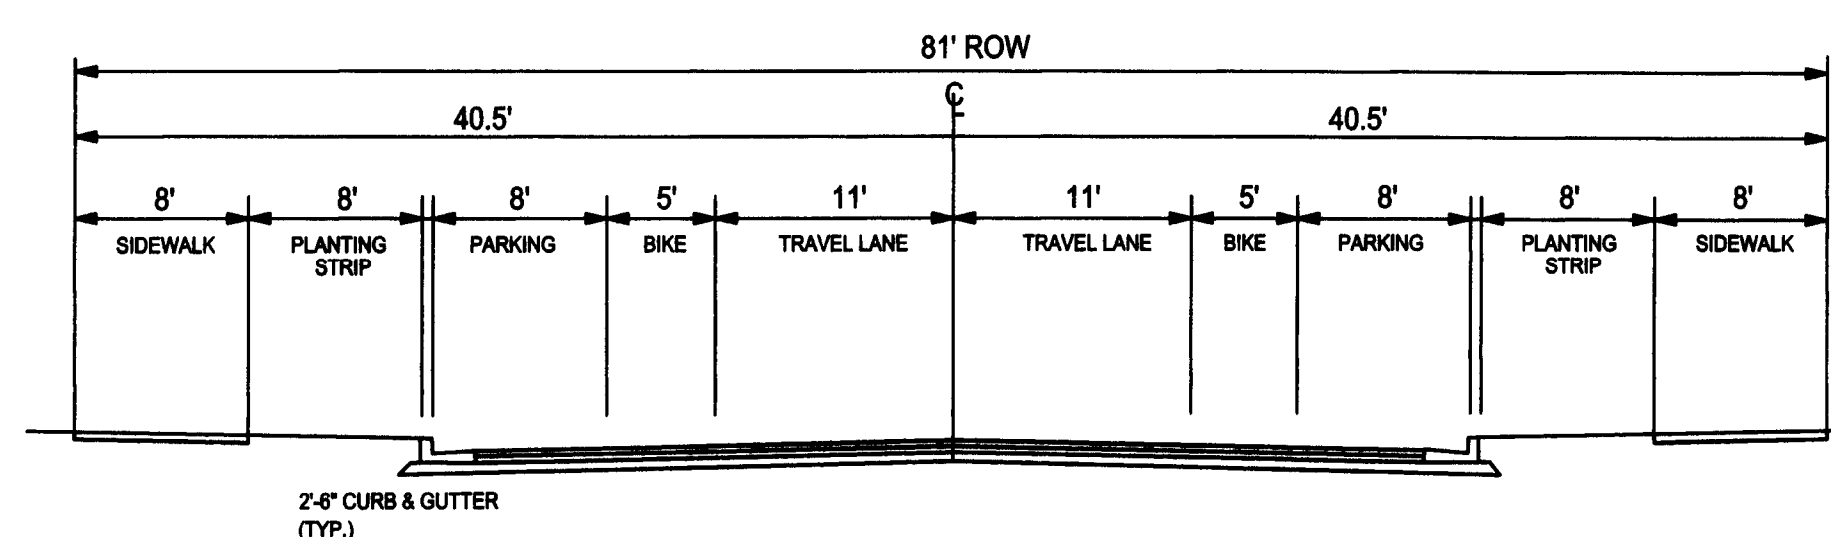 81' ROW
℄
40.5' 40.5'
8' 8' 8' 5' 11' 11' 5' 8' 8' 8'
SIDEWALK PLANTING STRIP PARKING BIKE TRAVEL LANE TRAVEL LANE BIKE PARKING PLANTING STRIP SIDEWALK
2'-6" CURB & GUTTER
(TYP.)